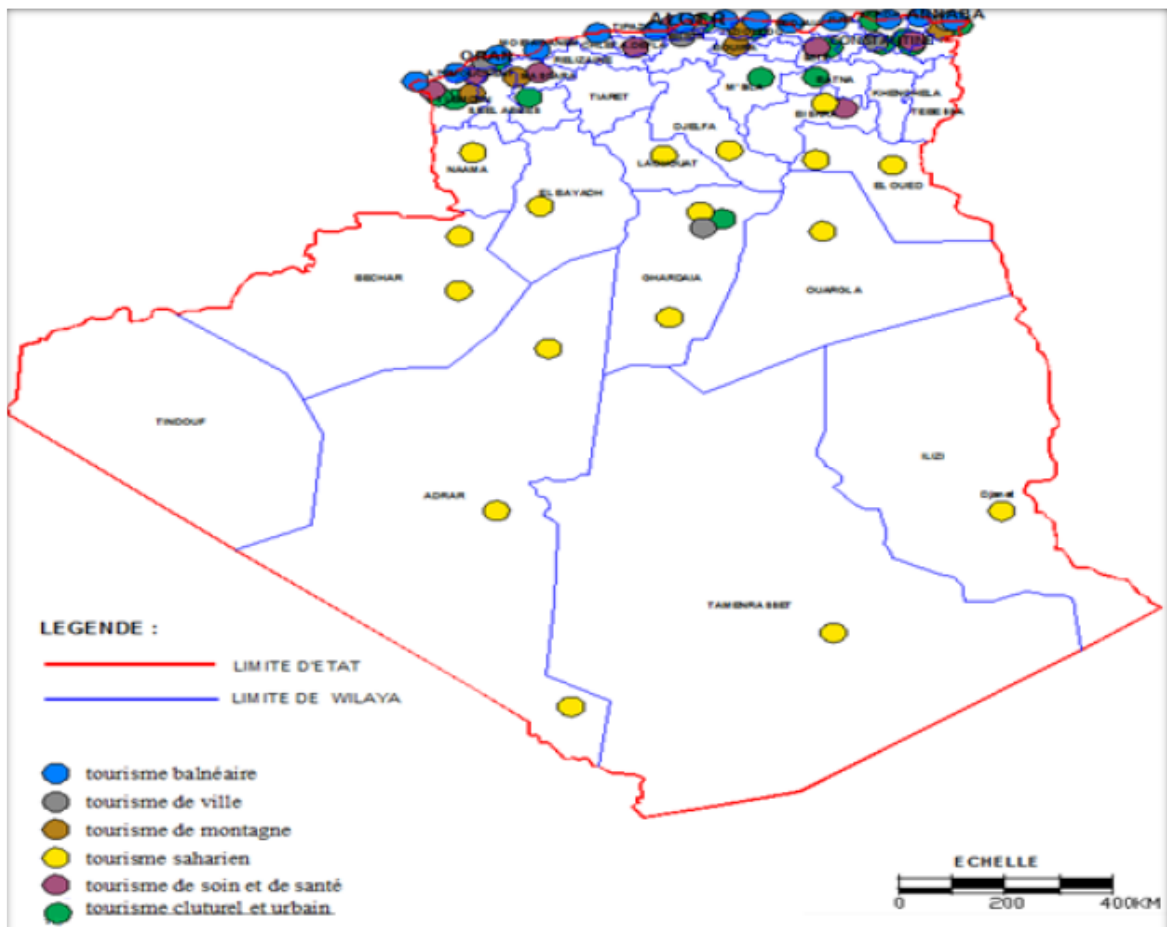 ALGER
ANNABA
ORAN
CONSTANTINE
RELIZANE
TIARET
M'SILA
BATNA
KHENCHELA
TEBESSA
DJELFA
NAAMA
LAGHOUAT
EL OUED
EL BAYADH
BECHAR
GHARDAIA
OUARGLA
TINDOUF
ILIZI
ADRAR
Djanet
TAMENRASSET
LEGENDE :
LIMITE D'ETAT
LIMITE DE WILAYA
tourisme balnéaire
tourisme de ville
tourisme de montagne
tourisme saharien
tourisme de soin et de santé
tourisme cluturel et urbain
ECHELLE
0 200 400KM